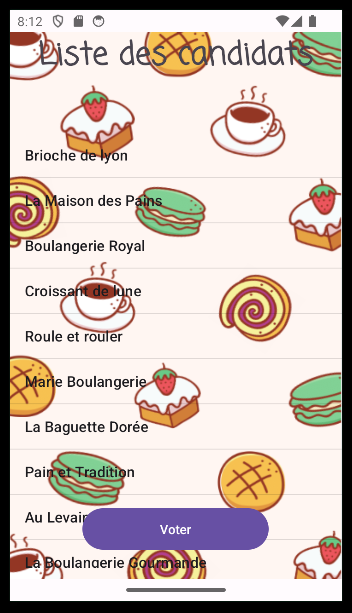 8:12
Liste des candidats
Brioche de lyon
La Maison des Pains
Boulangerie Royal
Croissant de lune
Roule et rouler
Marie Boulangerie
La Baguette Dorée
Pain et Tradition
Au Levain
Voter
La Boulangerie Gourmande